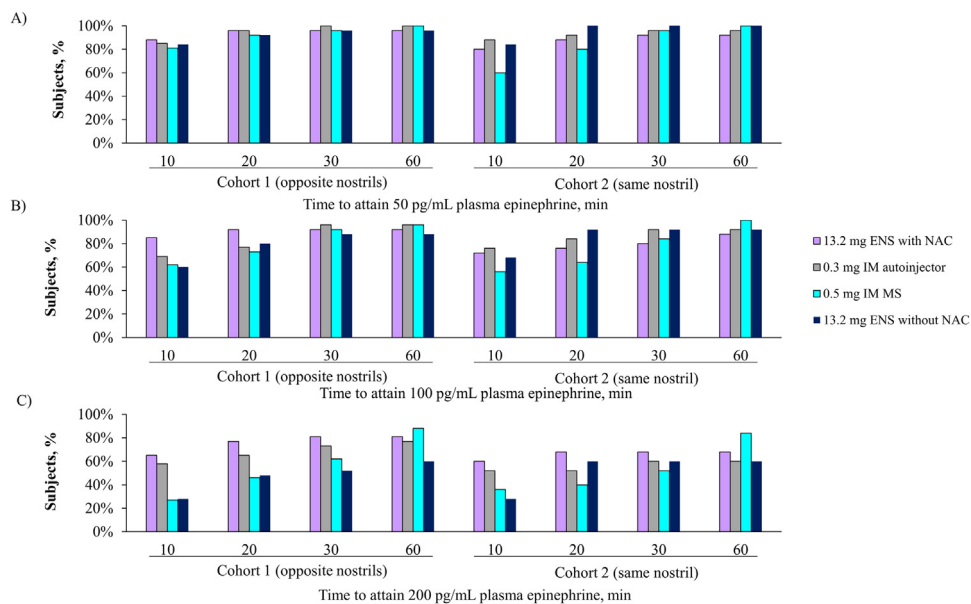 A)
Subjects, %
100%
80%
60%
40%
20%
0%
10 20 30 60 10 20 30 60
Cohort 1 (opposite nostrils) Cohort 2 (same nostril)
Time to attain 50 pg/mL plasma epinephrine, min
B)
Subjects, %
100%
80%
60%
40%
20%
0%
10 20 30 60 10 20 30 60
Cohort 1 (opposite nostrils) Cohort 2 (same nostril)
Time to attain 100 pg/mL plasma epinephrine, min
13.2 mg ENS with NAC
0.3 mg IM autoinjector
0.5 mg IM MS
13.2 mg ENS without NAC
C)
Subjects, %
100%
80%
60%
40%
20%
0%
10 20 30 60 10 20 30 60
Cohort 1 (opposite nostrils) Cohort 2 (same nostril)
Time to attain 200 pg/mL plasma epinephrine, min